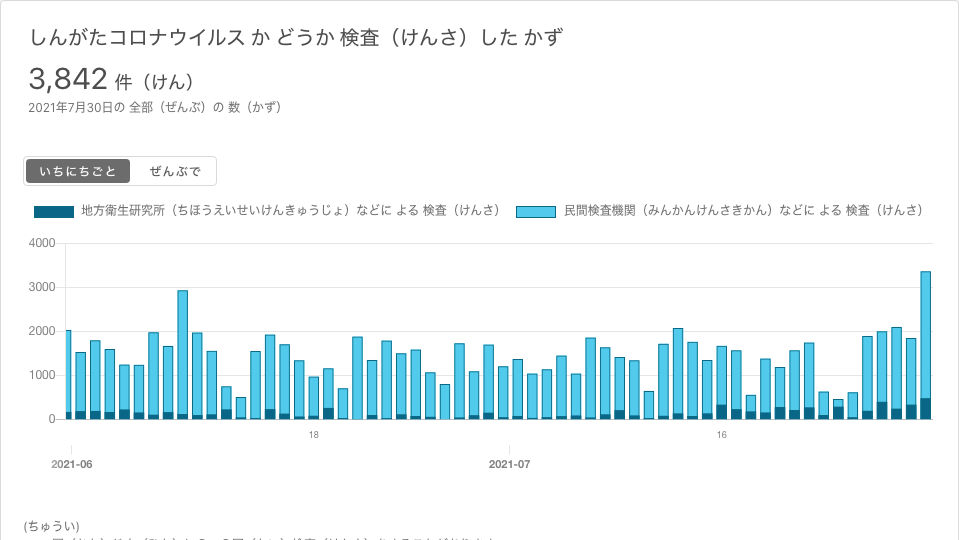 しんがたコロナウイルス か どうか 検査（けんさ）した かず
3,842 件（けん）
2021年7月30日の 全部（ぜんぶ）の 数（かず）
いちにちごと ぜんぶで
地方衛生研究所（ちほうえいせいけんきゅうじょ）などに よる 検査（けんさ） 民間検査機関（みんかんけんさきかん）などに よる 検査（けんさ）
4000
3000
2000
1000
0
18 16
2021-06 2021-07
(ちゅうい)